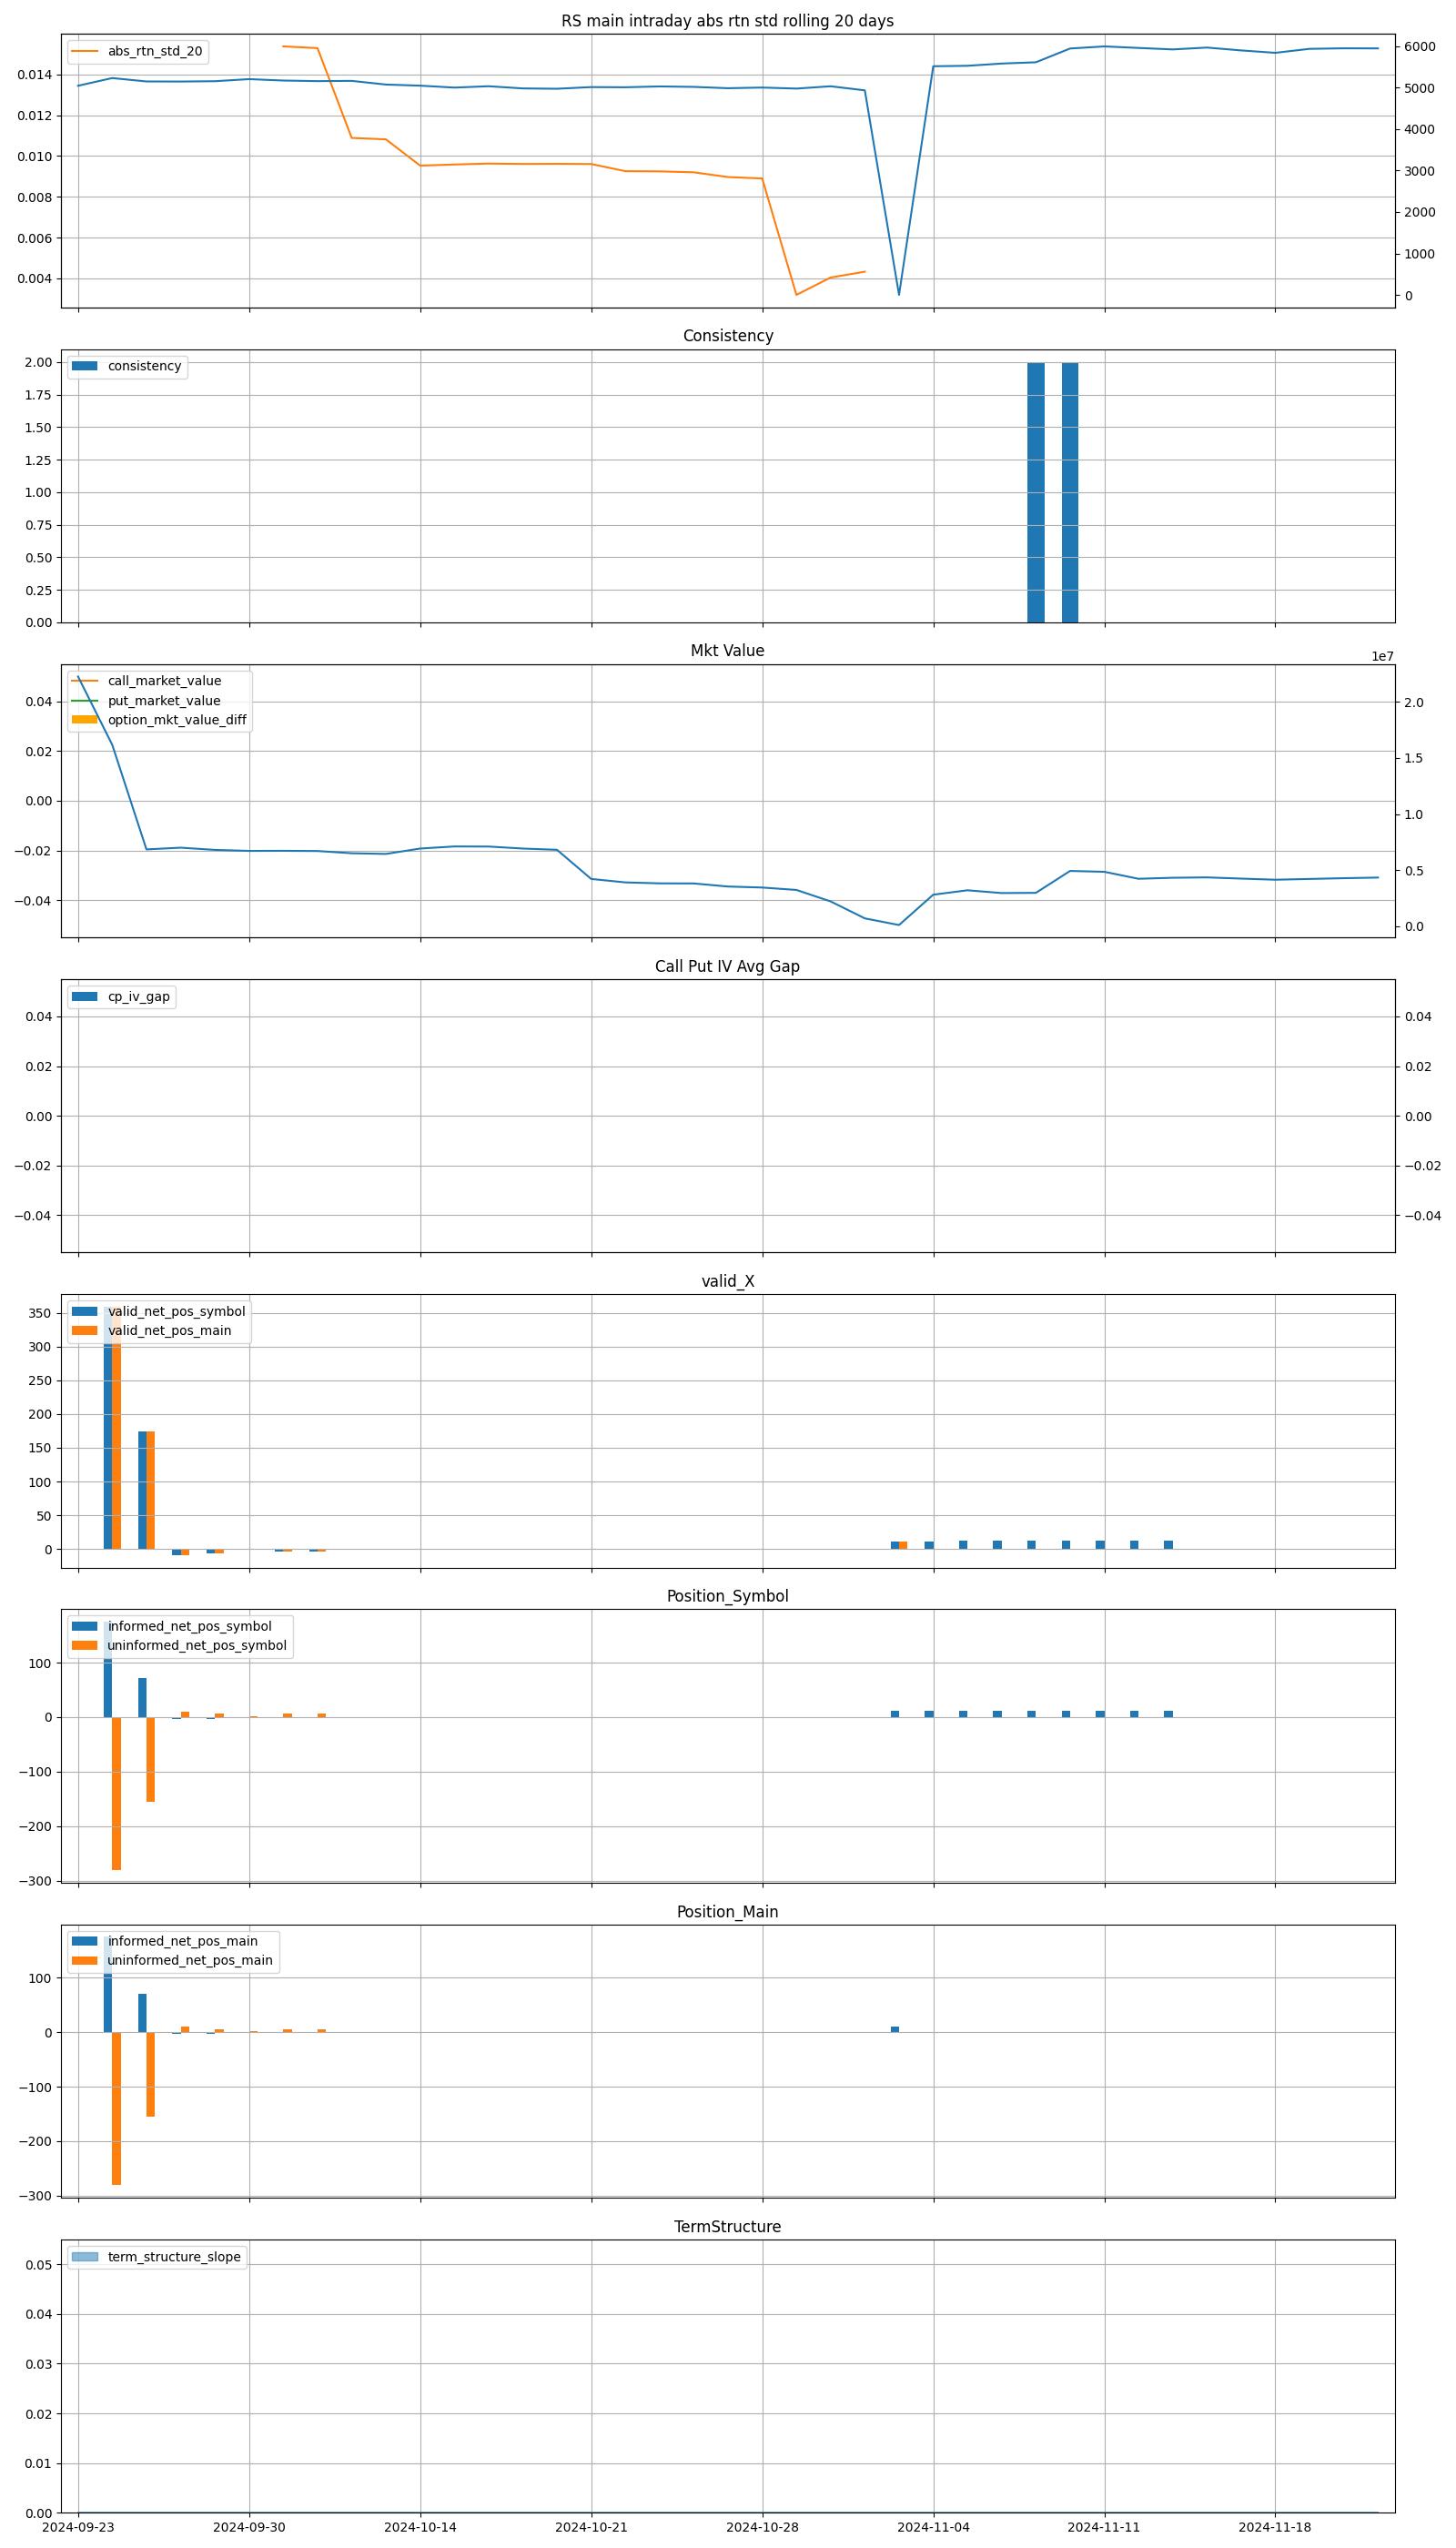 RS main intraday abs rtn std rolling 20 days
abs_rtn_std_20
0.014
0.012
0.010
0.008
0.006
0.004
6000
5000
4000
3000
2000
1000
0
Consistency
consistency
2.00
1.75
1.50
1.25
1.00
0.75
0.50
0.25
0.00
Mkt Value
1e7
call_market_value
put_market_value
option_mkt_value_diff
0.04
0.02
0.00
−0.02
−0.04
2.0
1.5
1.0
0.5
0.0
Call Put IV Avg Gap
cp_iv_gap
0.04
0.02
0.00
−0.02
−0.04
0.04
0.02
0.00
−0.02
−0.04
valid_X
valid_net_pos_symbol
valid_net_pos_main
350
300
250
200
150
100
50
0
Position_Symbol
informed_net_pos_symbol
uninformed_net_pos_symbol
100
0
−100
−200
−300
Position_Main
informed_net_pos_main
uninformed_net_pos_main
100
0
−100
−200
−300
TermStructure
term_structure_slope
0.05
0.04
0.03
0.02
0.01
0.00
2024-09-23 2024-09-30 2024-10-14 2024-10-21 2024-10-28 2024-11-04 2024-11-11 2024-11-18